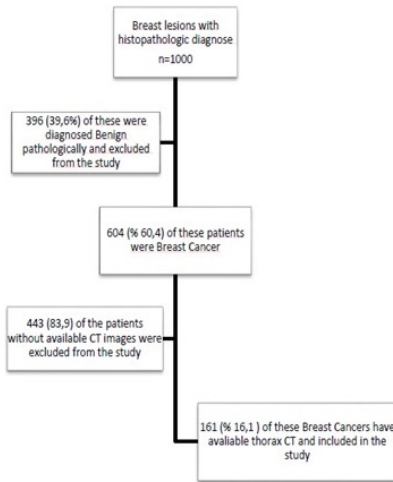 Breast lesions with
histopathologic diagnose
n=1000
396 (39,6%) of these were
diagnosed Benign
pathologically and excluded
from the study
604 (% 60,4) of these patients
were Breast Cancer
443 (83,9) of the patients
without available CT images were
excluded from the study
161 (% 16,1 ) of these Breast Cancers have
avaliable thorax CT and included in the
study